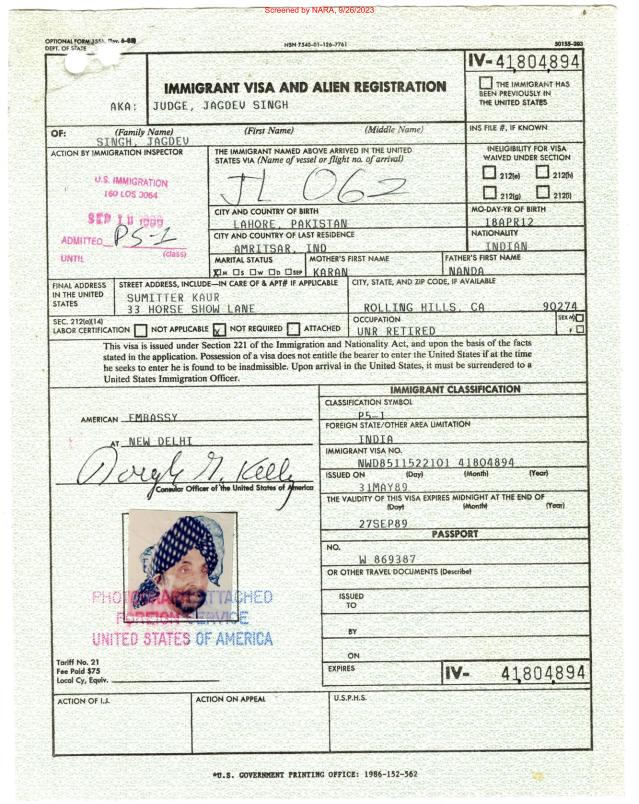 Screened by NARA, 9/26/2023
OPTIONAL FORM 155A (Rev. 6-88)
DEPT. OF STATE
NSN 7540-01-126-7761
50155-203
IMMIGRANT VISA AND ALIEN REGISTRATION
AKA: JUDGE, JAGDEV SINGH
IV- 41804894
THE IMMIGRANT HAS
BEEN PREVIOUSLY IN
THE UNITED STATES
OF: (Family Name) (First Name) (Middle Name)
SINGH, JAGDEV
INS FILE #, IF KNOWN
ACTION BY IMMIGRATION INSPECTOR
U.S. IMMIGRATION
160 LOS 3064
SEP 1989
ADMITTED P5-1
(class)
UNTIL
THE IMMIGRANT NAMED ABOVE ARRIVED IN THE UNITED
STATES VIA (Name of vessel or flight no. of arrival)
JL 062
INELIGIBILITY FOR VISA
WAIVED UNDER SECTION
212(e) 212(h)
212(g) 212(i)
CITY AND COUNTRY OF BIRTH
LAHORE, PAKISTAN
MO-DAY-YR OF BIRTH
18APR12
CITY AND COUNTRY OF LAST RESIDENCE
AMRITSAR, IND
NATIONALITY
INDIAN
MARITAL STATUS
X M S W D SEP
MOTHER'S FIRST NAME
KARAN
FATHER'S FIRST NAME
NANDA
FINAL ADDRESS
IN THE UNITED
STATES
STREET ADDRESS, INCLUDE—IN CARE OF & APT# IF APPLICABLE
SUMITTER KAUR
33 HORSE SHOW LANE
CITY, STATE, AND ZIP CODE, IF AVAILABLE
ROLLING HILLS, CA 90274
SEC. 212(a)(14)
LABOR CERTIFICATION NOT APPLICABLE X NOT REQUIRED ATTACHED
OCCUPATION
UNR RETIRED
SEX M
F
This visa is issued under Section 221 of the Immigration and Nationality Act, and upon the basis of the facts
stated in the application. Possession of a visa does not entitle the bearer to enter the United States if at the time
he seeks to enter he is found to be inadmissible. Upon arrival in the United States, it must be surrendered to a
United States Immigration Officer.
AMERICAN EMBASSY
AT NEW DELHI
Consular Officer of the United States of America
IMMIGRANT CLASSIFICATION
CLASSIFICATION SYMBOL
P5-1
FOREIGN STATE/OTHER AREA LIMITATION
INDIA
IMMIGRANT VISA NO.
NWD8511522101 41804894
ISSUED ON (Day) (Month) (Year)
31MAY89
THE VALIDITY OF THIS VISA EXPIRES MIDNIGHT AT THE END OF
(Day) (Month) (Year)
27SEP89
PASSPORT
NO.
W 869387
OR OTHER TRAVEL DOCUMENTS (Describe)
ISSUED
TO
BY
ON
EXPIRES
IV- 41804894
PHOTOGRAPH ATTACHED
FOREIGN SERVICE
UNITED STATES OF AMERICA
Tariff No. 21
Fee Paid $75
Local Cy, Equiv.
ACTION OF I.J.
ACTION ON APPEAL
U.S.P.H.S.
*U.S. GOVERNMENT PRINTING OFFICE: 1986-152-562